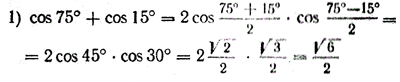 1) cos 75° + cos 15° = 2 cos (75° + 15°)/2 · cos (75° − 15°)/2 =
= 2 cos 45° · cos 30° = 2 √2/2 · √3/2 = √6/2